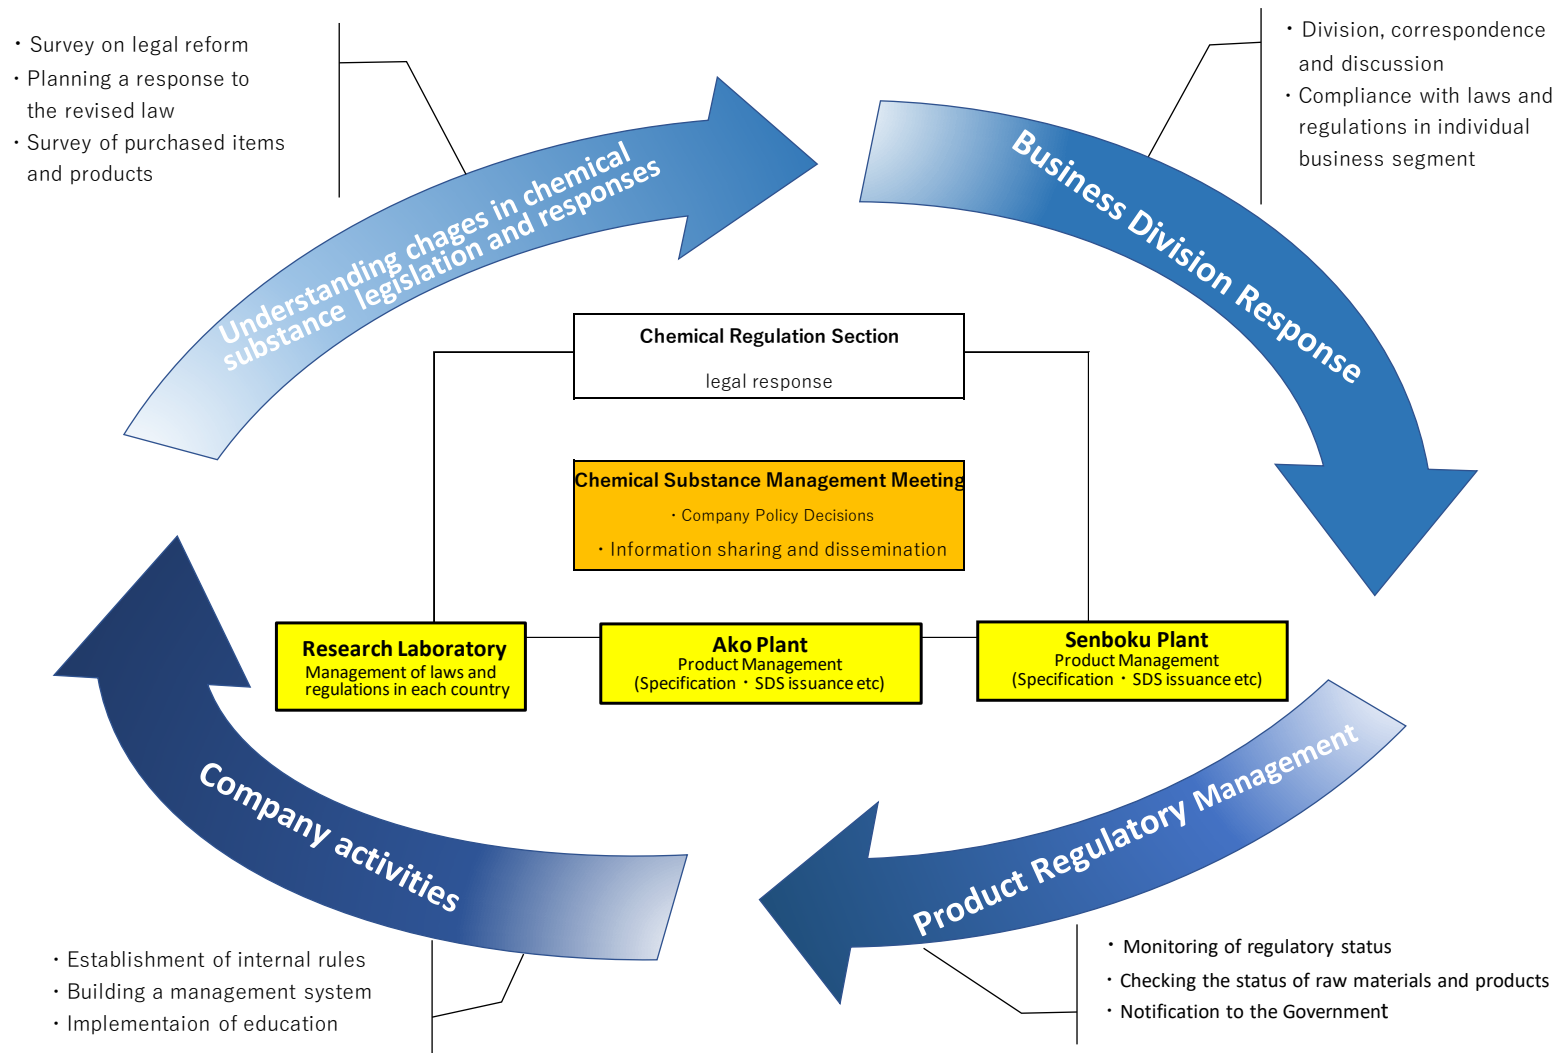 ・ Survey on legal reform
・ Planning a response to
the revised law
・ Survey of purchased items
and products
・ Division, correspondence
and discussion
・ Compliance with laws and
regulations in individual
business segment
Understanding chages in chemical
substance legislation and responses
Business Division Response
Chemical Regulation Section
legal response
Chemical Substance Management Meeting
・ Company Policy Decisions
・ Information sharing and dissemination
Research Laboratory
Management of laws and
regulations in each country
Ako Plant
Product Management
(Specification ・ SDS issuance etc)
Senboku Plant
Product Management
(Specification ・ SDS issuance etc)
Company activities
Product Regulatory Management
・ Establishment of internal rules
・ Building a management system
・ Implementaion of education
・ Monitoring of regulatory status
・ Checking the status of raw materials and products
・ Notification to the Government